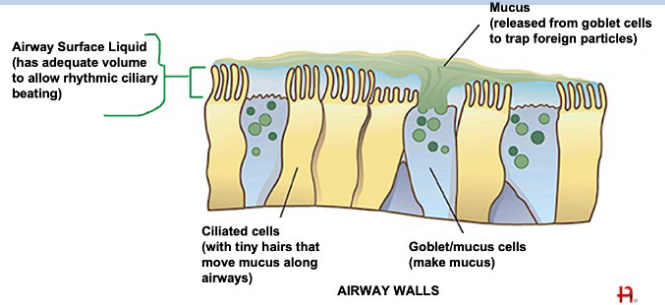 Mucus
(released from goblet cells
to trap foreign particles)
Airway Surface Liquid
(has adequate volume
to allow rhythmic ciliary
beating)
Ciliated cells
(with tiny hairs that
move mucus along
airways)
Goblet/mucus cells
(make mucus)
AIRWAY WALLS